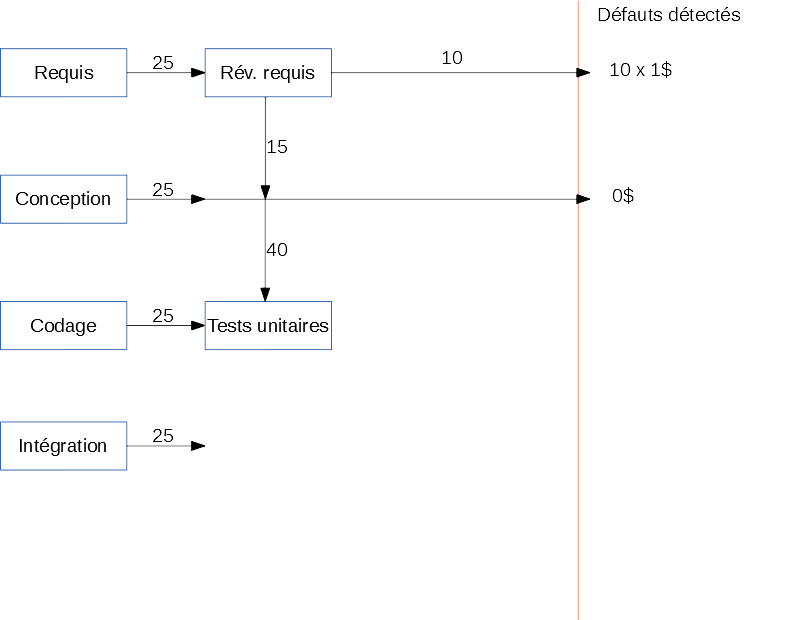 Défauts détectés
Requis
25
Rév. requis
10
10 x 1$
15
Conception
25
0$
40
Codage
25
Tests unitaires
Intégration
25